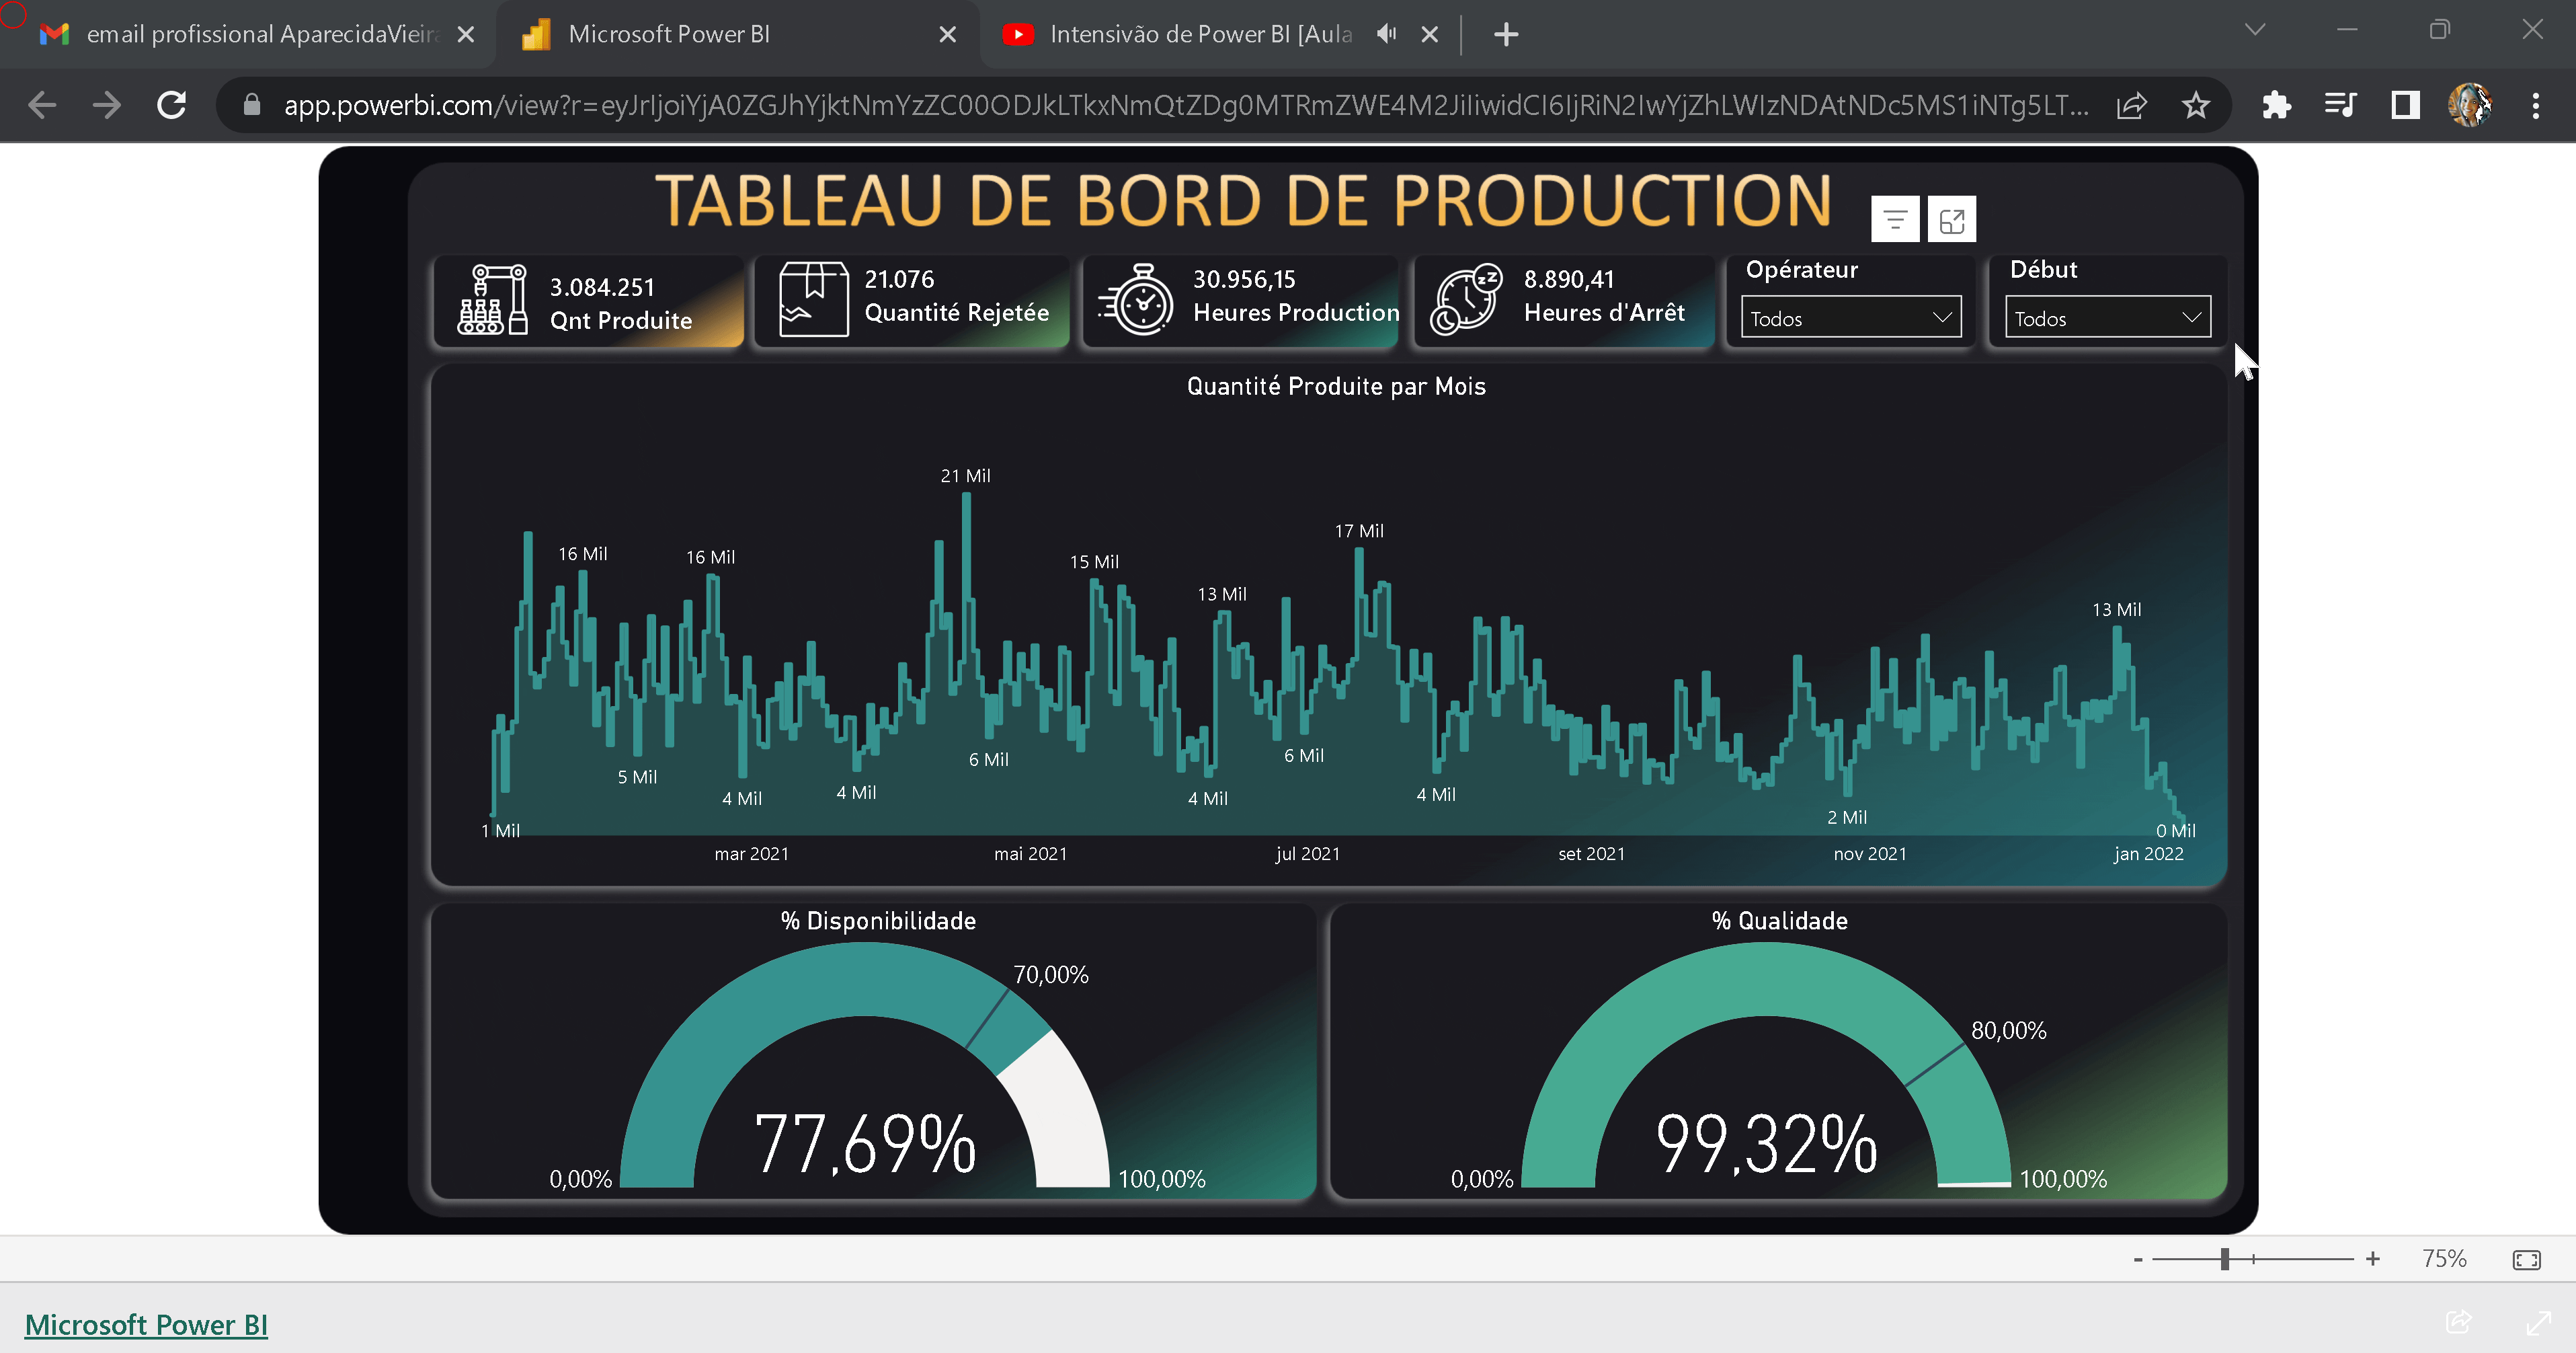 email profissional AparecidaVieir
Microsoft Power BI
Intensivão de Power BI [Aula
app.powerbi.com/view?r=eyJrIjoiYjA0ZGJhYjktNmYzZC00ODJkLTkxNmQtZDg0MTRmZWE4M2JiIiwidCI6IjRiN2IwYjZhLWIzNDAtNDc5MS1iNTg5LT...
TABLEAU DE BORD DE PRODUCTION
3.084.251
Qnt Produite
21.076
Quantité Rejetée
30.956,15
Heures Production
8.890,41
Heures d'Arrêt
Opérateur
Todos
Début
Todos
Quantité Produite par Mois
21 Mil
17 Mil
16 Mil
16 Mil
15 Mil
13 Mil
13 Mil
6 Mil
6 Mil
5 Mil
4 Mil
4 Mil
4 Mil
4 Mil
2 Mil
1 Mil
0 Mil
mar 2021
mai 2021
jul 2021
set 2021
nov 2021
jan 2022
% Disponibilidade
70,00%
77,69%
0,00%
100,00%
% Qualidade
80,00%
99,32%
0,00%
100,00%
- + 75%
Microsoft Power BI